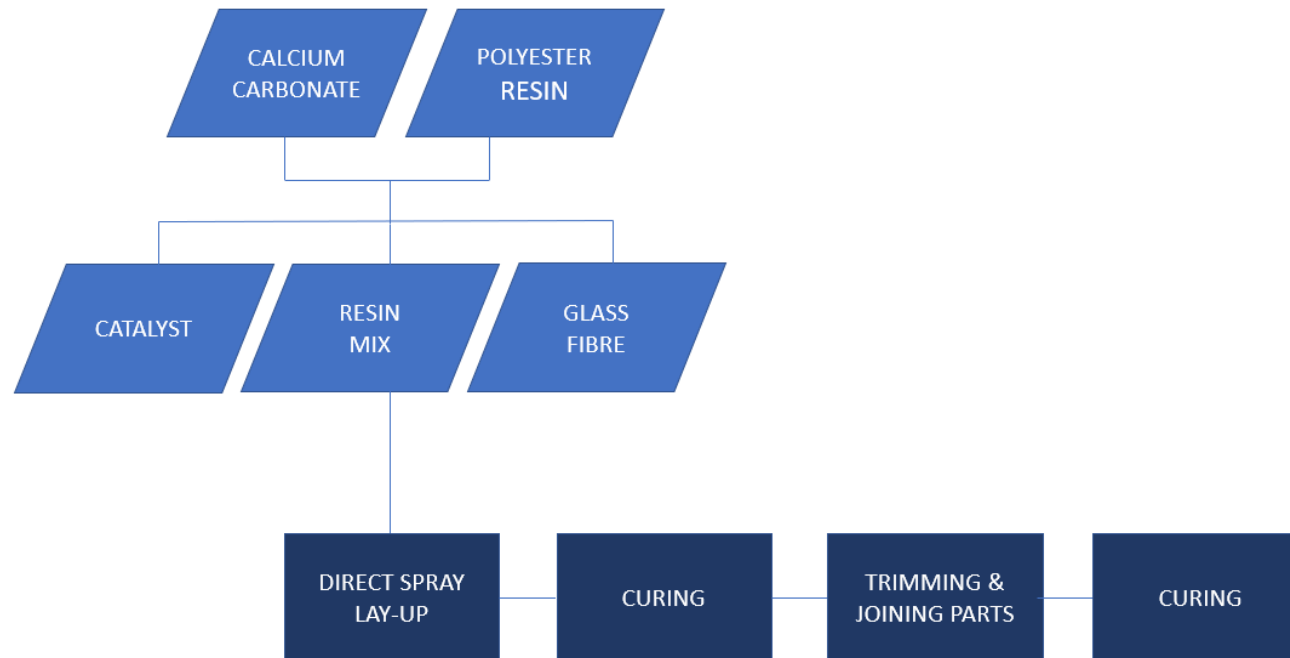 CALCIUM
CARBONATE
POLYESTER
RESIN
CATALYST
RESIN
MIX
GLASS
FIBRE
DIRECT SPRAY
LAY-UP
CURING
TRIMMING &
JOINING PARTS
CURING